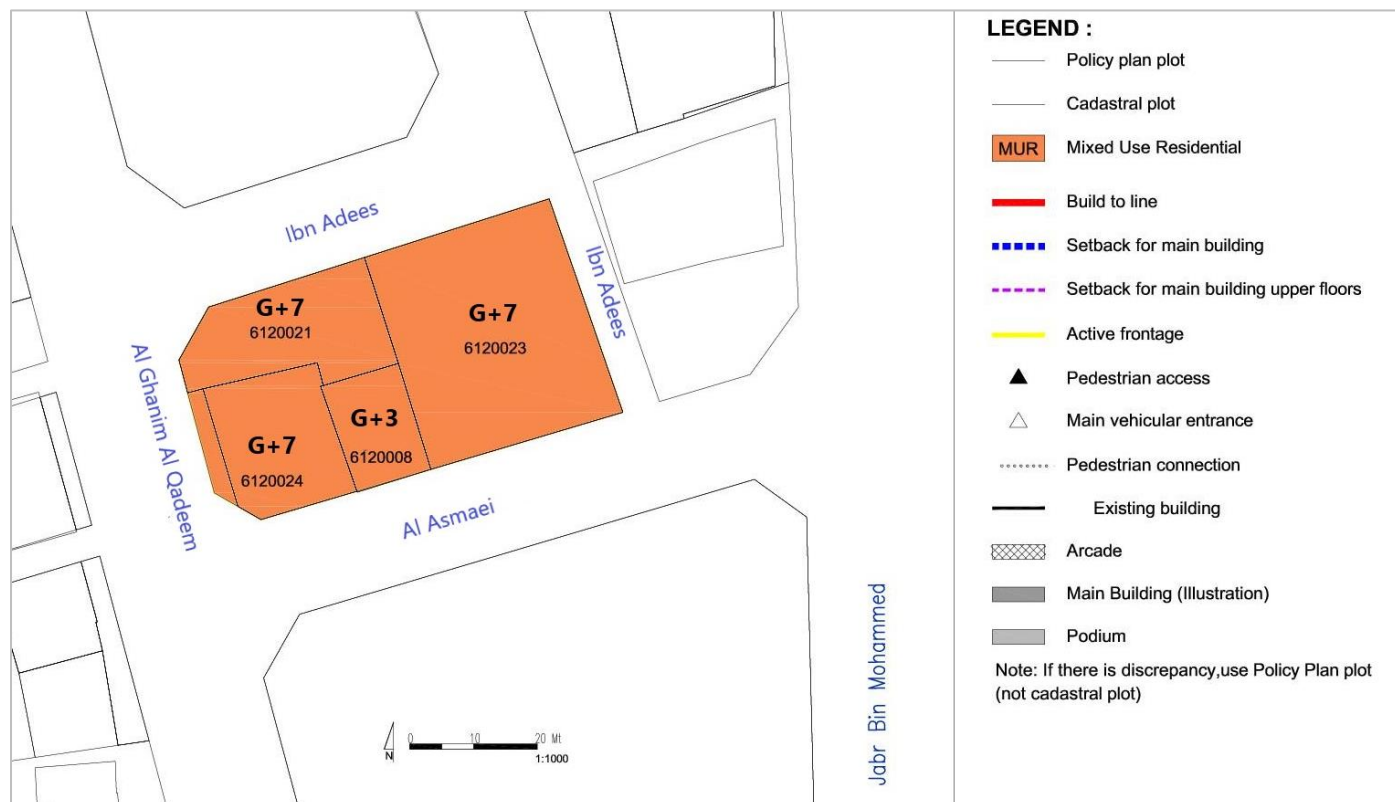 Ibn Adees
Ibn Adees
G+7
6120021
G+7
6120023
Al Ghanim Al Qadeem
G+7
6120024
G+3
6120008
Al Asmaei
Jabr Bin Mohammed
0 10 20 Mt
N
1:1000
LEGEND :
Policy plan plot
Cadastral plot
MUR Mixed Use Residential
Build to line
Setback for main building
Setback for main building upper floors
Active frontage
Pedestrian access
Main vehicular entrance
Pedestrian connection
Existing building
Arcade
Main Building (Illustration)
Podium
Note: If there is discrepancy,use Policy Plan plot
(not cadastral plot)